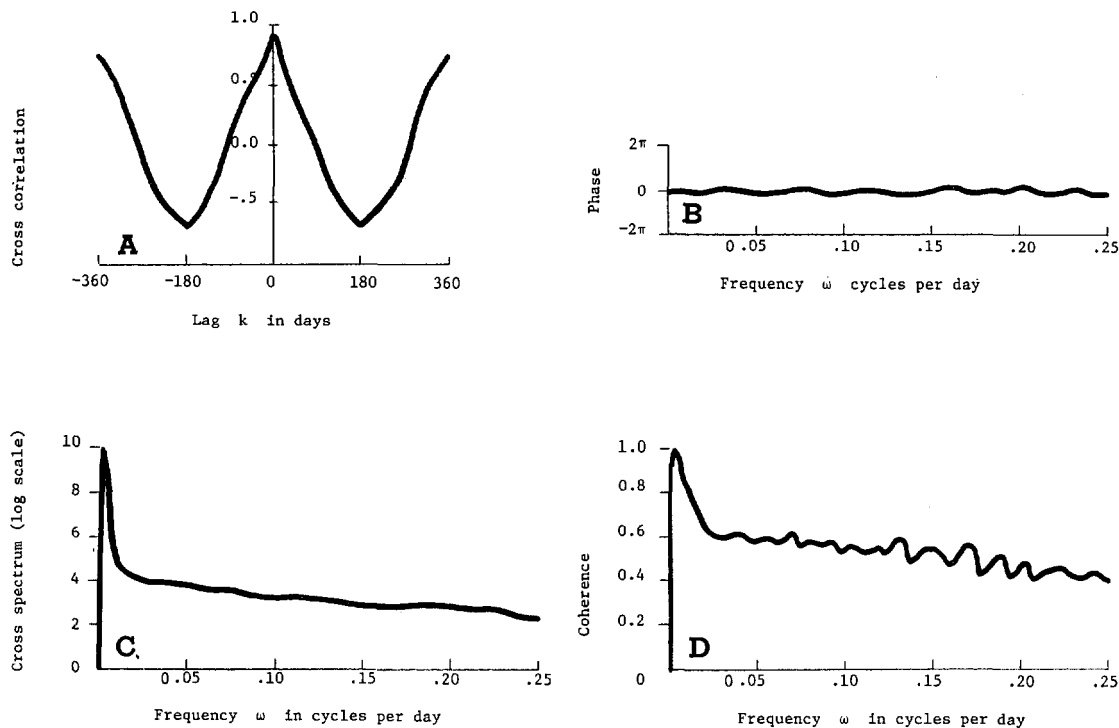 Cross correlation
1.0
0.5
0.0
-.5
A
-360 -180 0 180 360
Lag k in days
Phase
2π
0
-2π
B
0.05 .10 .15 .20 .25
Frequency ω cycles per day
Cross spectrum (log scale)
10
8
6
4
2
0
C
0.05 .10 .15 .20 .25
Frequency ω in cycles per day
Coherence
1.0
0.8
0.6
0.4
0.2
0
D
0.05 .10 .15 .20 .25
Frequency ω in cycles per day